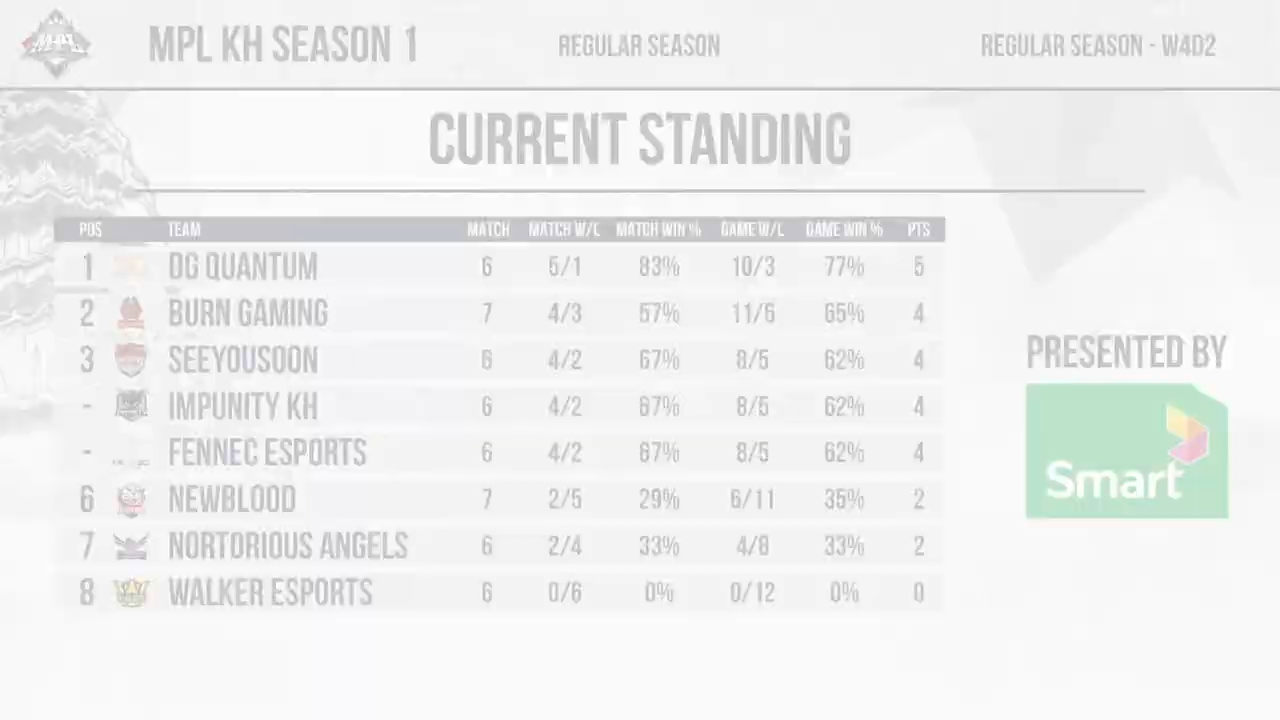 MPL
MPL KH SEASON 1 REGULAR SEASON REGULAR SEASON - W4D2
CURRENT STANDING
POS TEAM MATCH MATCH W/L MATCH WIN % GAME W/L GAME WIN % PTS
1 DG QUANTUM 6 5/1 83% 10/3 77% 5
2 BURN GAMING 7 4/3 57% 11/6 65% 4
3 SEEYOUSOON 6 4/2 67% 8/5 62% 4
- IMPUNITY KH 6 4/2 67% 8/5 62% 4
- FENNEC ESPORTS 6 4/2 67% 8/5 62% 4
6 NEWBLOOD 7 2/5 29% 6/11 35% 2
7 NORTORIOUS ANGELS 6 2/4 33% 4/8 33% 2
8 WALKER ESPORTS 6 0/6 0% 0/12 0% 0
PRESENTED BY
Smart